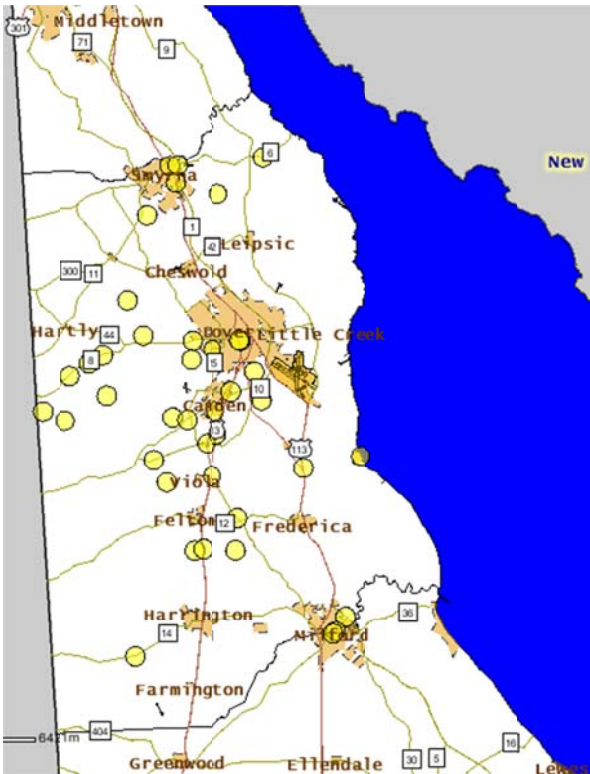 Middletown
301
71
9
6
New
Smyrna
1
42
Leipsic
300
11
Cheswold
Hartly
44
Dover
Little Creek
8
5
10
Camden
13
113
Viola
Felton
12
Frederica
Harrington
36
14
Milford
Farmington
404
16
30
5
Greenwood
Ellendale
Lewes